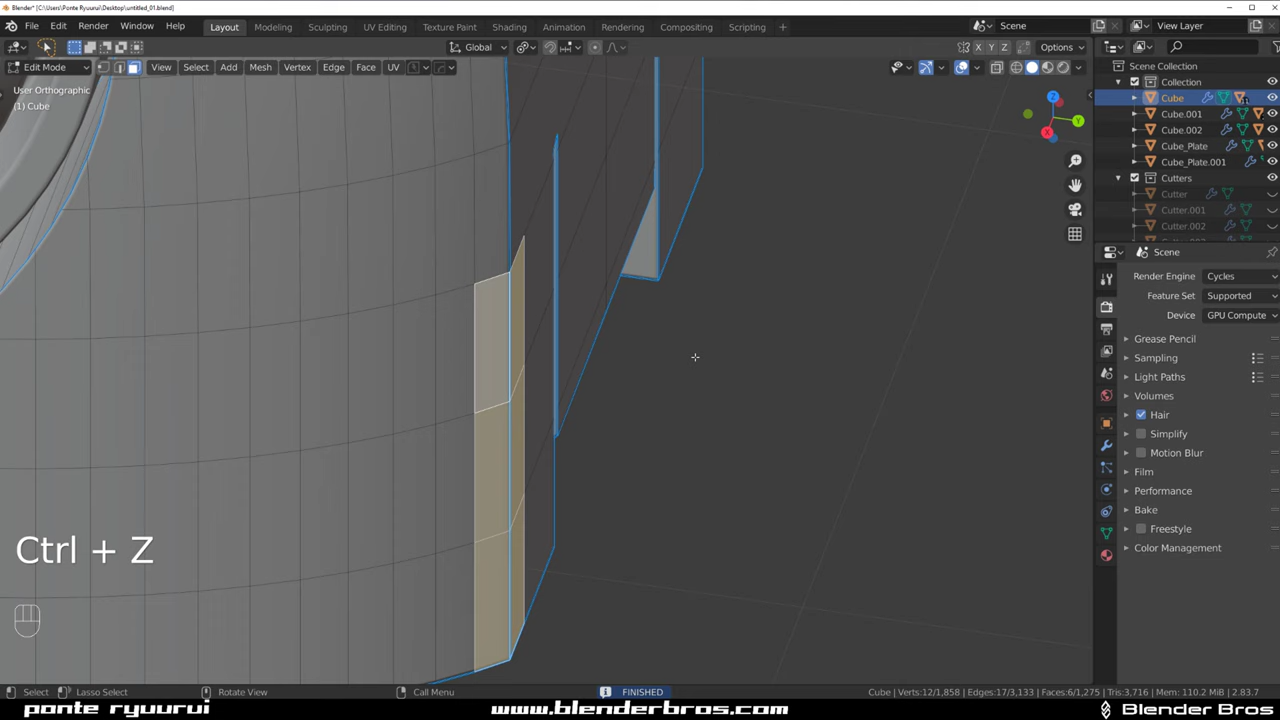 Blender* [C:\Users\Ponte Ryuurui\Desktop\untitled_01.blend]
File Edit Render Window Help Layout Modeling Sculpting UV Editing Texture Paint Shading Animation Rendering Compositing Scripting + Scene View Layer
Global X Y Z Options
Edit Mode View Select Add Mesh Vertex Edge Face UV
User Orthographic
(1) Cube
Z
Y
X
Scene Collection
Collection
Cube
Cube.001
Cube.002
Cube_Plate
Cube_Plate.001
Cutters
Cutter
Cutter.001
Cutter.002
Scene
Render Engine Cycles
Feature Set Supported
Device GPU Compute
Grease Pencil
Sampling
Light Paths
Volumes
Hair
Simplify
Motion Blur
Film
Performance
Bake
Freestyle
Color Management
Ctrl + Z
Select Lasso Select Rotate View Call Menu FINISHED Cube | Verts:12/1,858 | Edges:17/3,133 | Faces:6/1,275 | Tris:3,716 | Mem: 110.2 MiB | 2.83.7
ponte ryuurui www.blenderbros.com Blender Bros